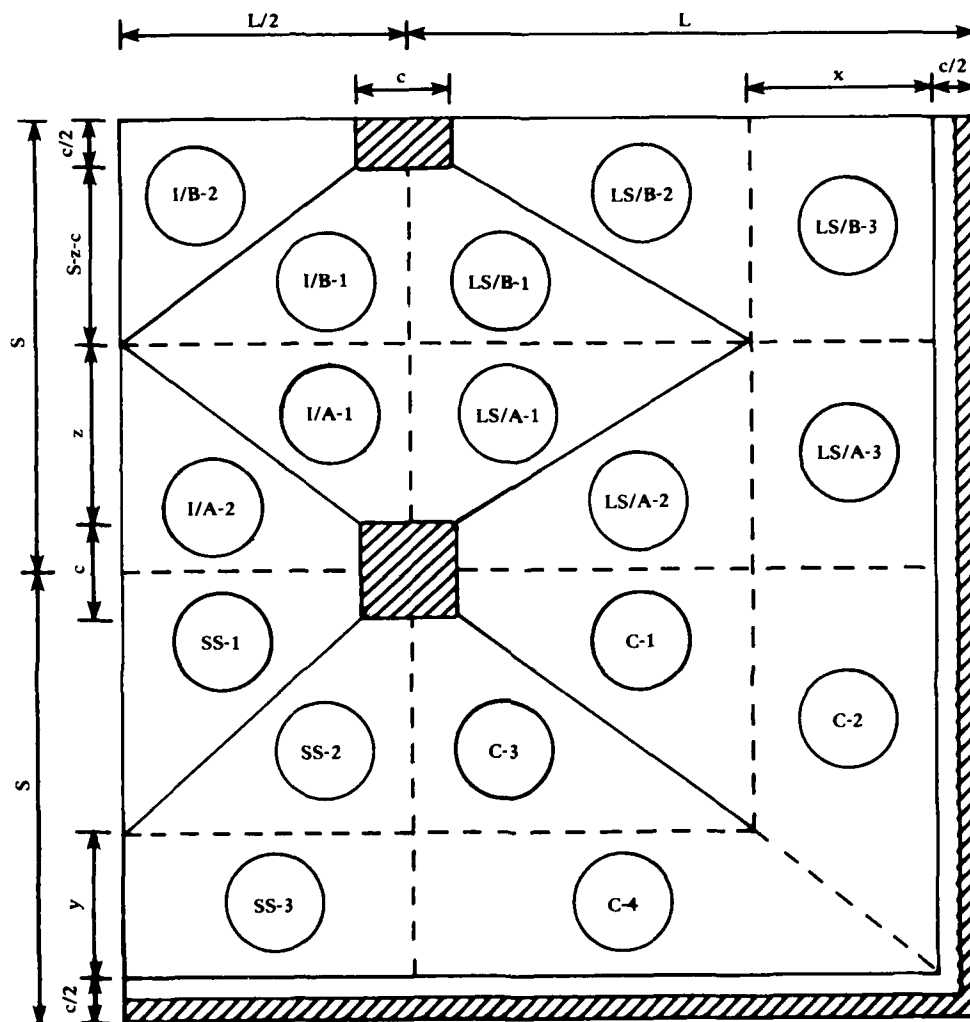 L/2
L
c
x
c/2
c/2
I/B-2
LS/B-2
LS/B-3
S-z-c
I/B-1
LS/B-1
S
I/A-1
LS/A-1
z
LS/A-3
I/A-2
LS/A-2
c
SS-1
C-1
C-2
SS-2
C-3
S
y
SS-3
C-4
c/2